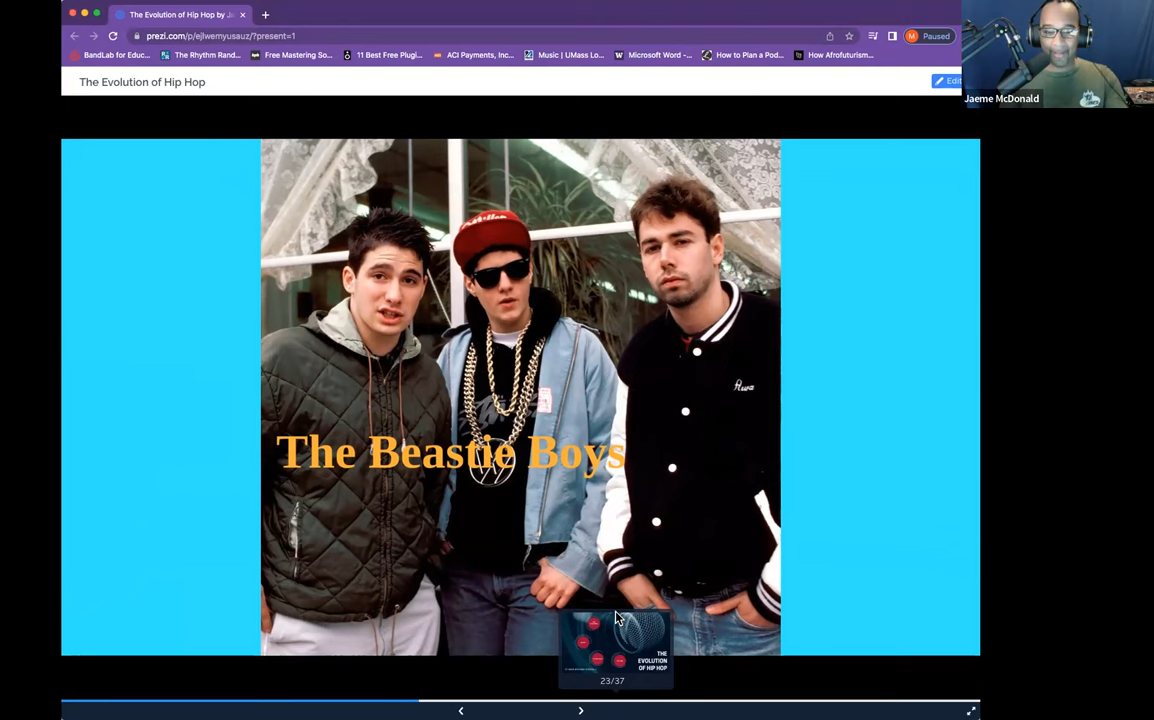 The Evolution of Hip Hop by Ja
prezi.com/p/ejlwemyusauz/?present=1
M Paused
BandLab for Educ...
The Rhythm Rand...
Free Mastering So...
11 Best Free Plugi...
ACI Payments, Inc...
Music | UMass Lo...
Microsoft Word -...
How to Plan a Pod...
How Afrofuturism...
The Evolution of Hip Hop
Edit
Jaeme McDonald
The Beastie Boys
THE
EVOLUTION
OF HIP HOP
23/37